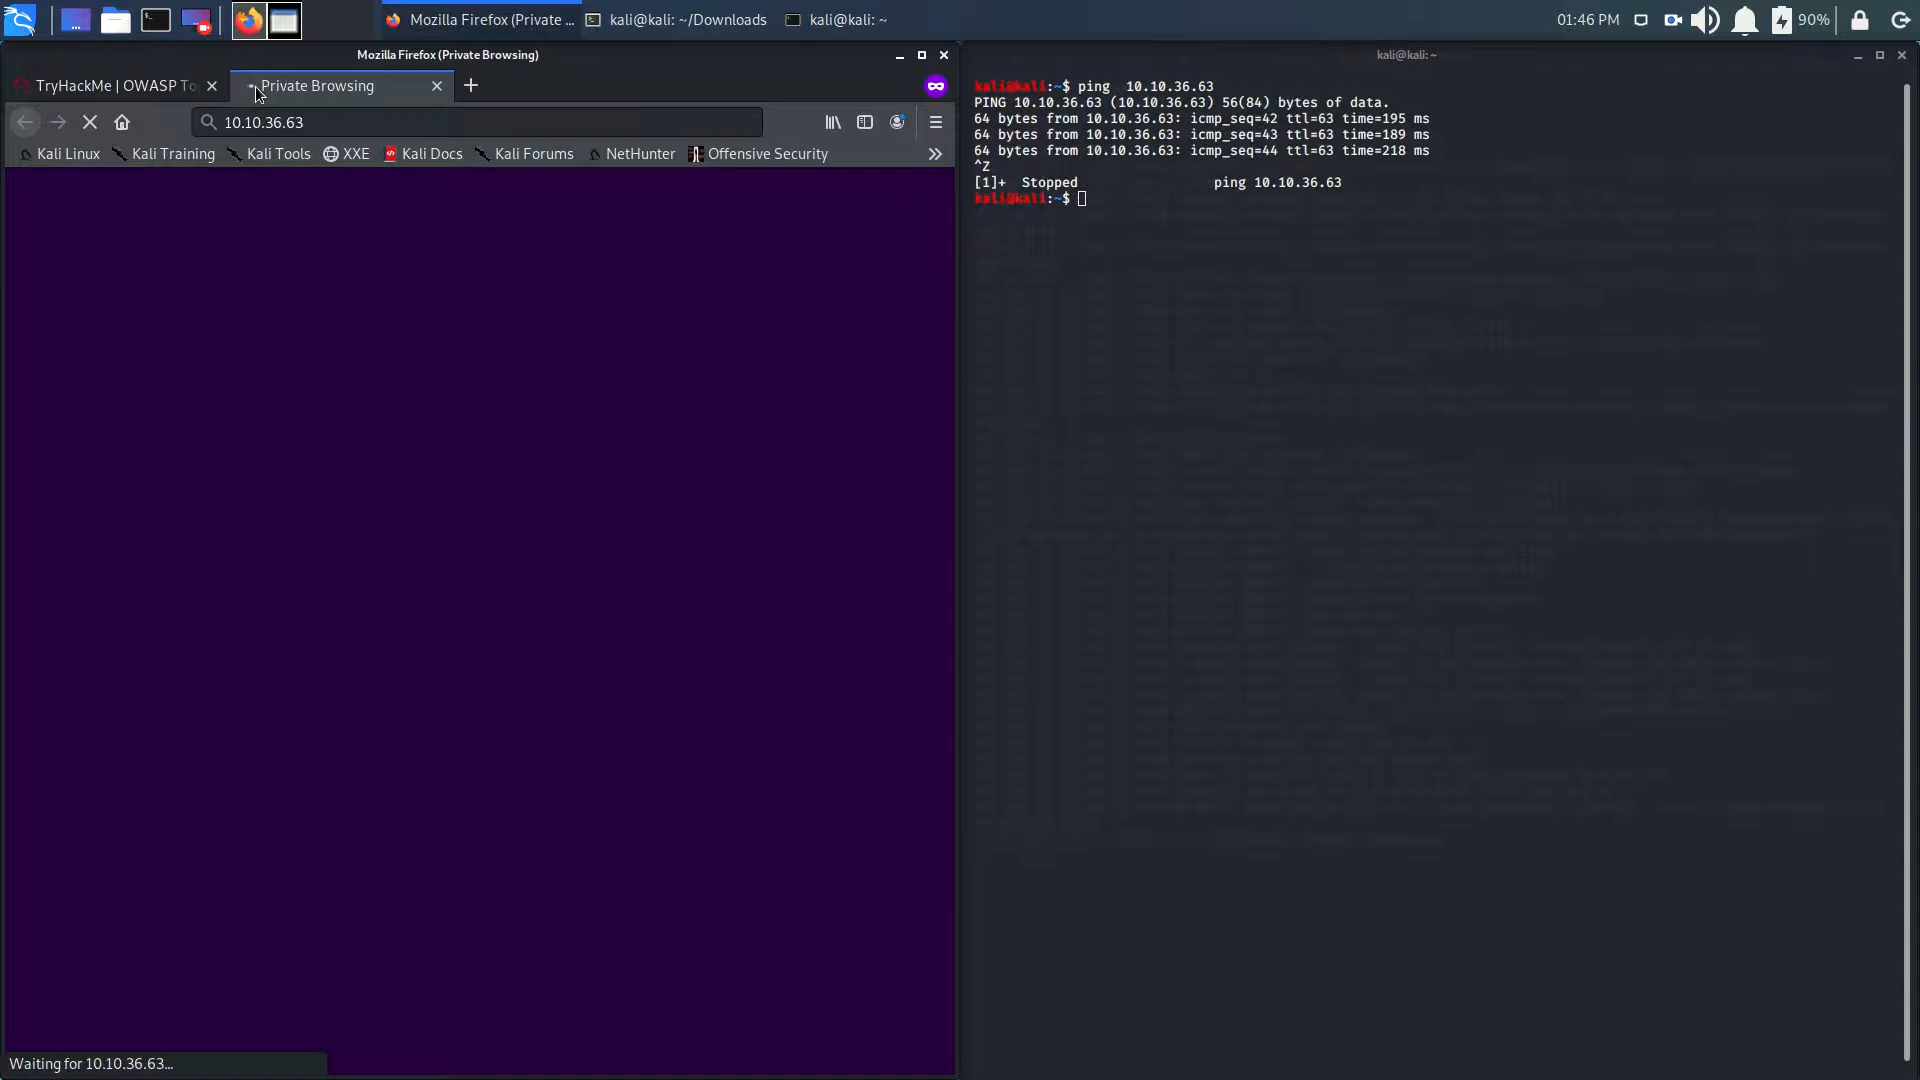 Mozilla Firefox (Private ...
kali@kali: ~/Downloads
kali@kali: ~
01:46 PM
90%
Mozilla Firefox (Private Browsing)
TryHackMe | OWASP To
Private Browsing
10.10.36.63
Kali Linux
Kali Training
Kali Tools
XXE
Kali Docs
Kali Forums
NetHunter
Offensive Security
Waiting for 10.10.36.63...
kali@kali: ~
kali@kali:~$ ping  10.10.36.63
PING 10.10.36.63 (10.10.36.63) 56(84) bytes of data.
64 bytes from 10.10.36.63: icmp_seq=42 ttl=63 time=195 ms
64 bytes from 10.10.36.63: icmp_seq=43 ttl=63 time=189 ms
64 bytes from 10.10.36.63: icmp_seq=44 ttl=63 time=218 ms
^Z
[1]+  Stopped                 ping 10.10.36.63
kali@kali:~$